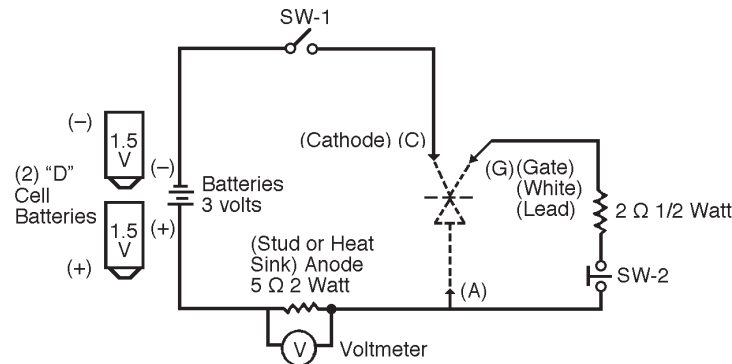 SW-1
(–)
1.5
V
(2) “D”
Cell
Batteries
(–)
1.5
V
(+)
(+)
Batteries
3 volts
(Cathode) (C)
(G) (Gate)
(White)
(Lead)
2 Ω 1/2 Watt
SW-2
(Stud or Heat
Sink) Anode
5 Ω 2 Watt
(A)
V
Voltmeter